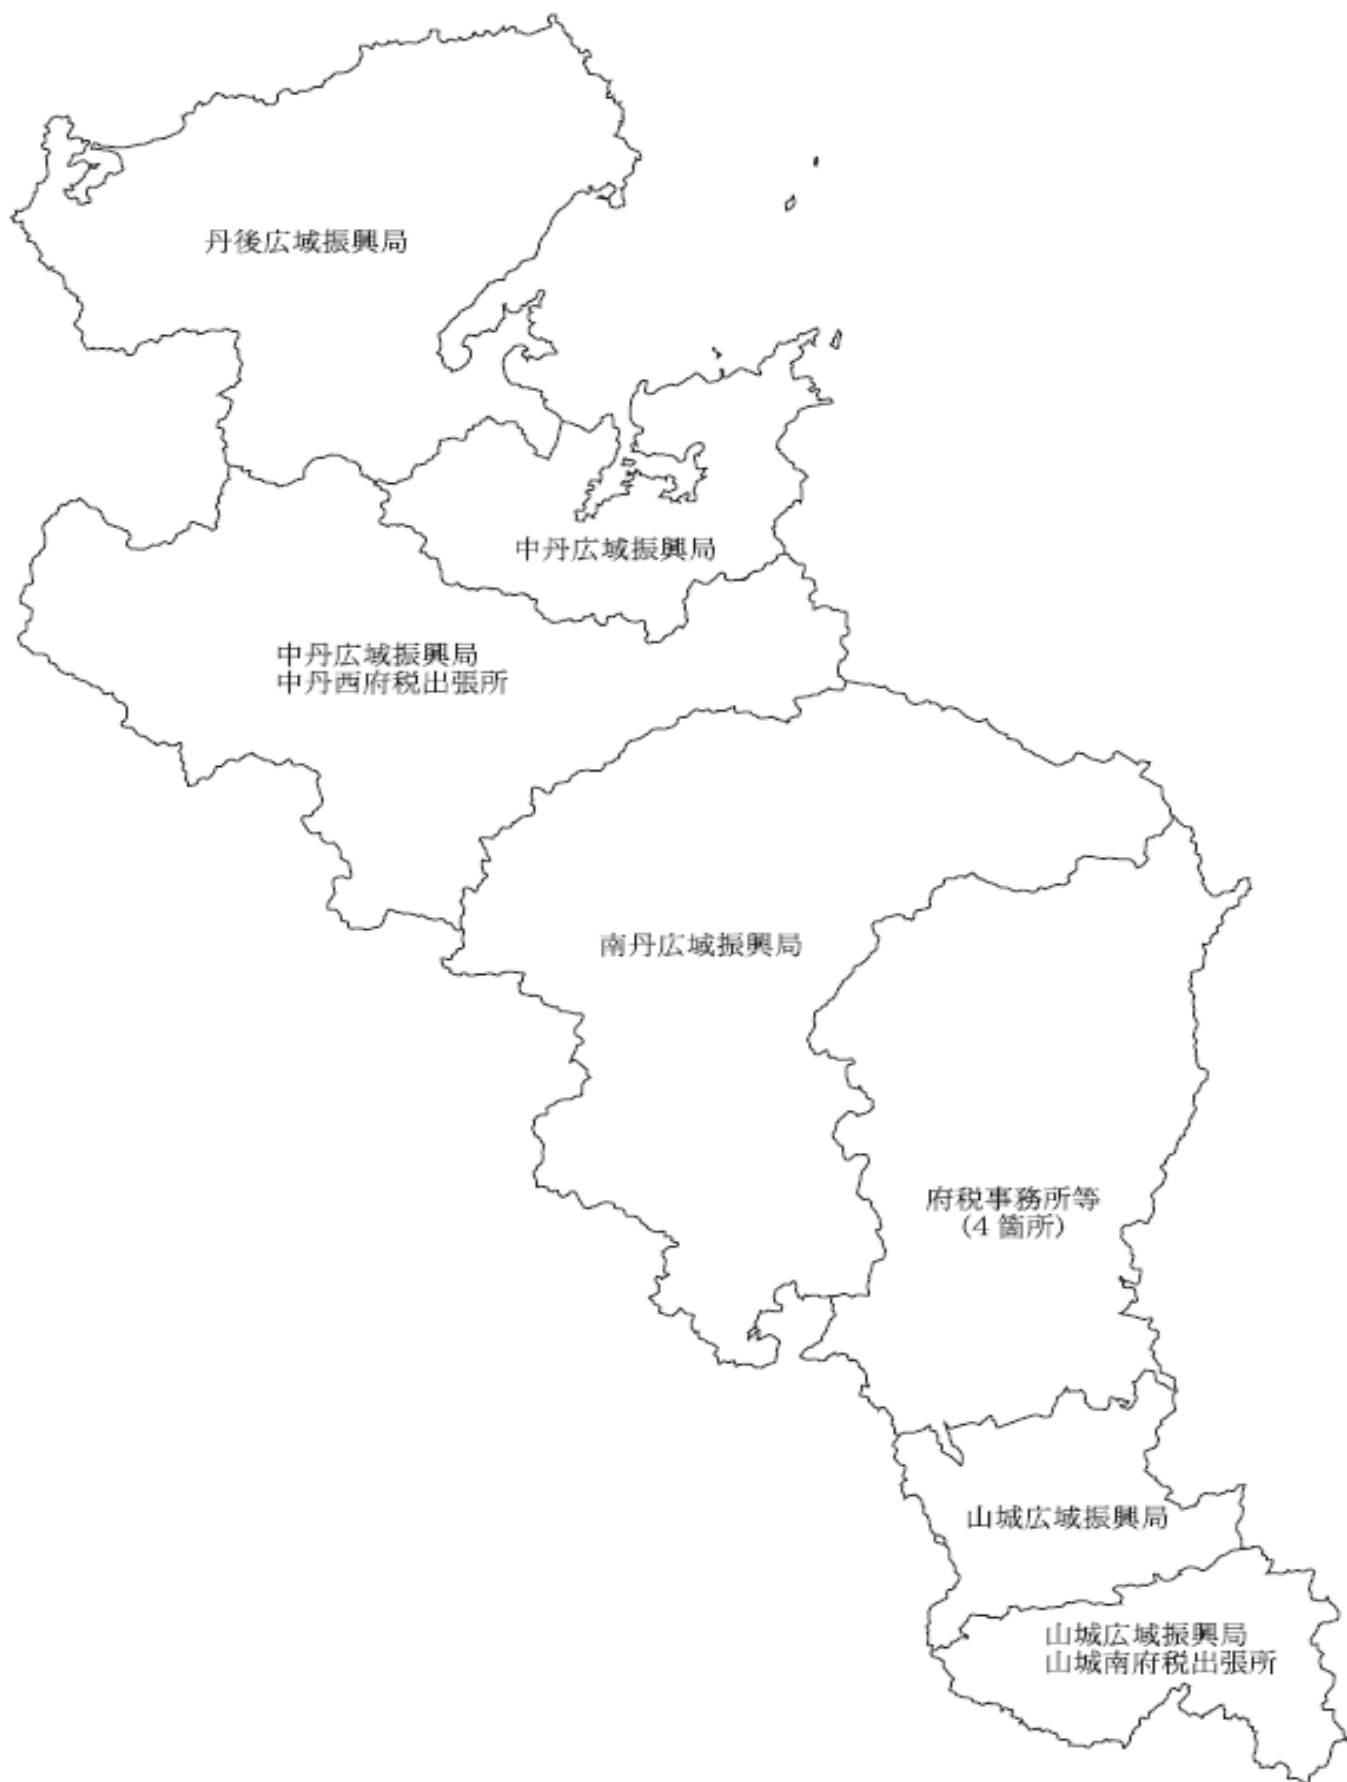 丹後広域振興局
中丹広域振興局
中丹広域振興局
中丹西府税出張所
南丹広域振興局
府税事務所等
(4箇所)
山城広域振興局
山城広域振興局
山城南府税出張所